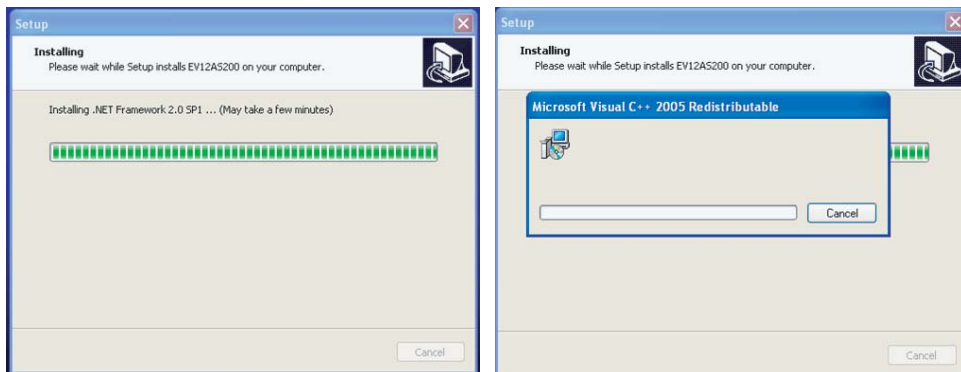 Setup
Installing
Please wait while Setup installs EV12AS200 on your computer.
Installing .NET Framework 2.0 SP1 ... (May take a few minutes)
Cancel
Setup
Installing
Please wait while Setup installs EV12AS200 on your computer.
Microsoft Visual C++ 2005 Redistributable
Cancel
Cancel